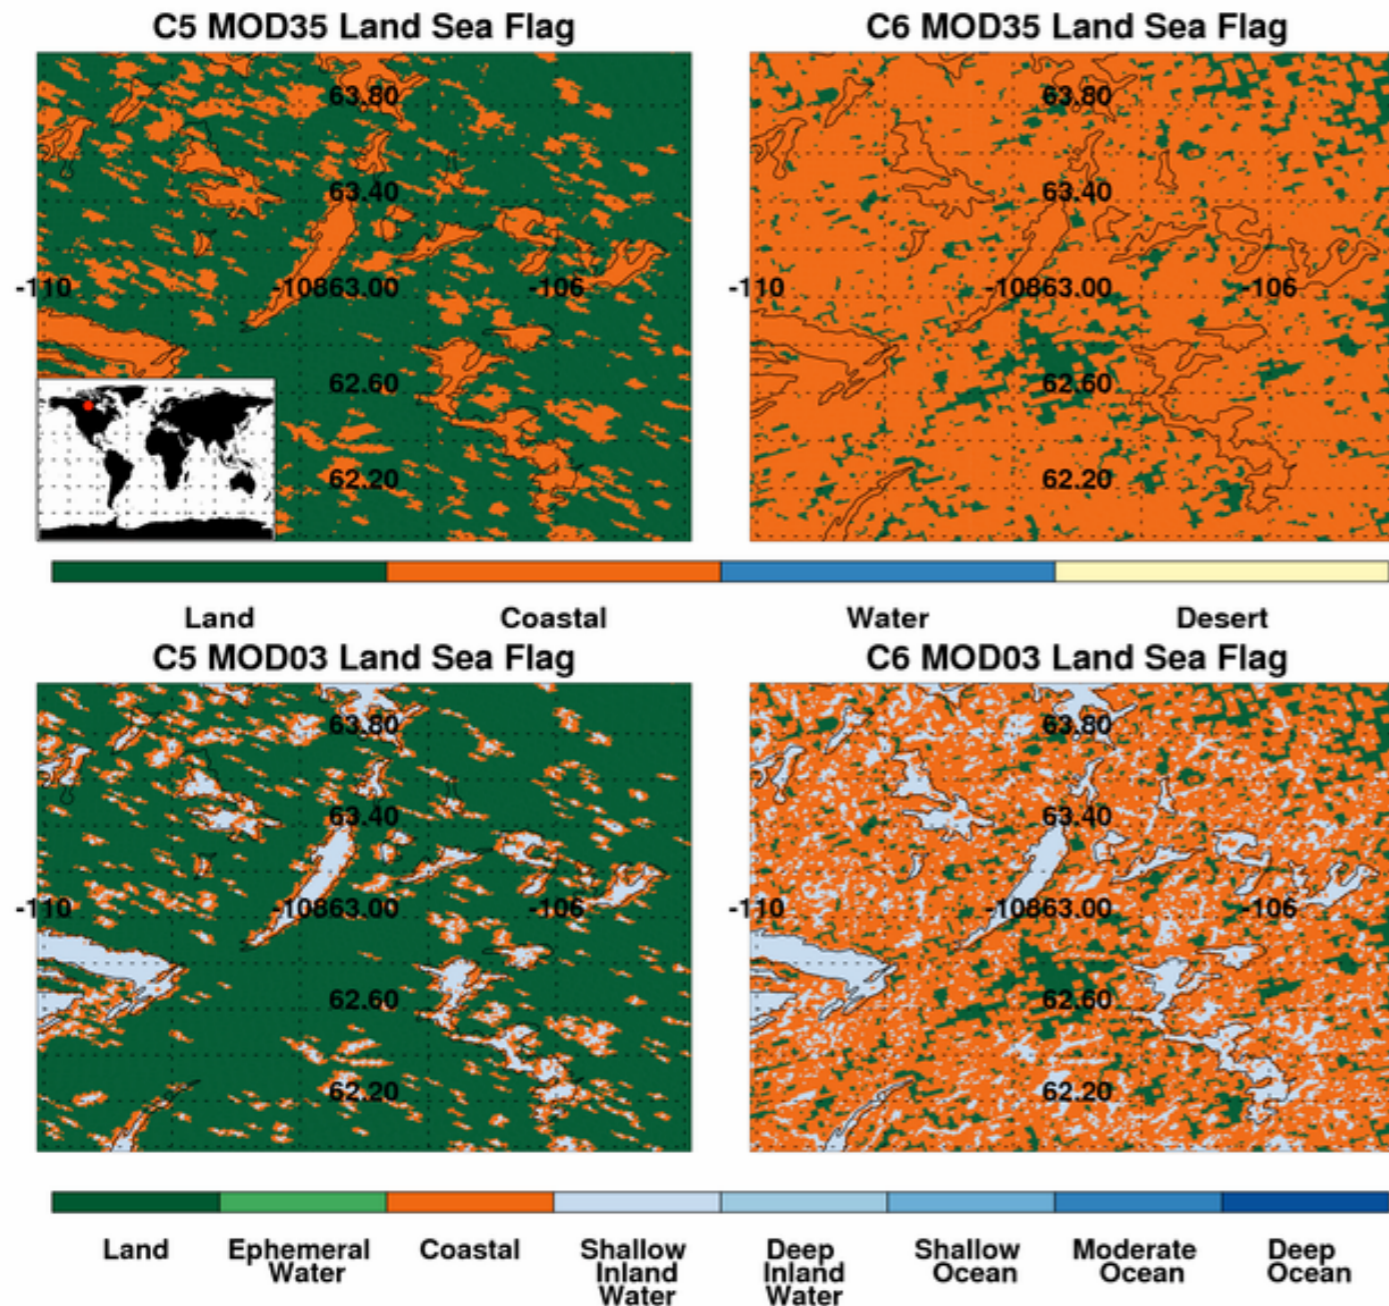 C5 MOD35 Land Sea Flag
C6 MOD35 Land Sea Flag
63.80
63.40
-110
-10863.00
-106
62.60
62.20
63.80
63.40
-110
-10863.00
-106
62.60
62.20
Land
Coastal
Water
Desert
C5 MOD03 Land Sea Flag
C6 MOD03 Land Sea Flag
63.80
63.40
-110
-10863.00
-106
62.60
62.20
63.80
63.40
-110
-10863.00
-106
62.60
62.20
Land
Ephemeral
Water
Coastal
Shallow
Inland
Water
Deep
Inland
Water
Shallow
Ocean
Moderate
Ocean
Deep
Ocean